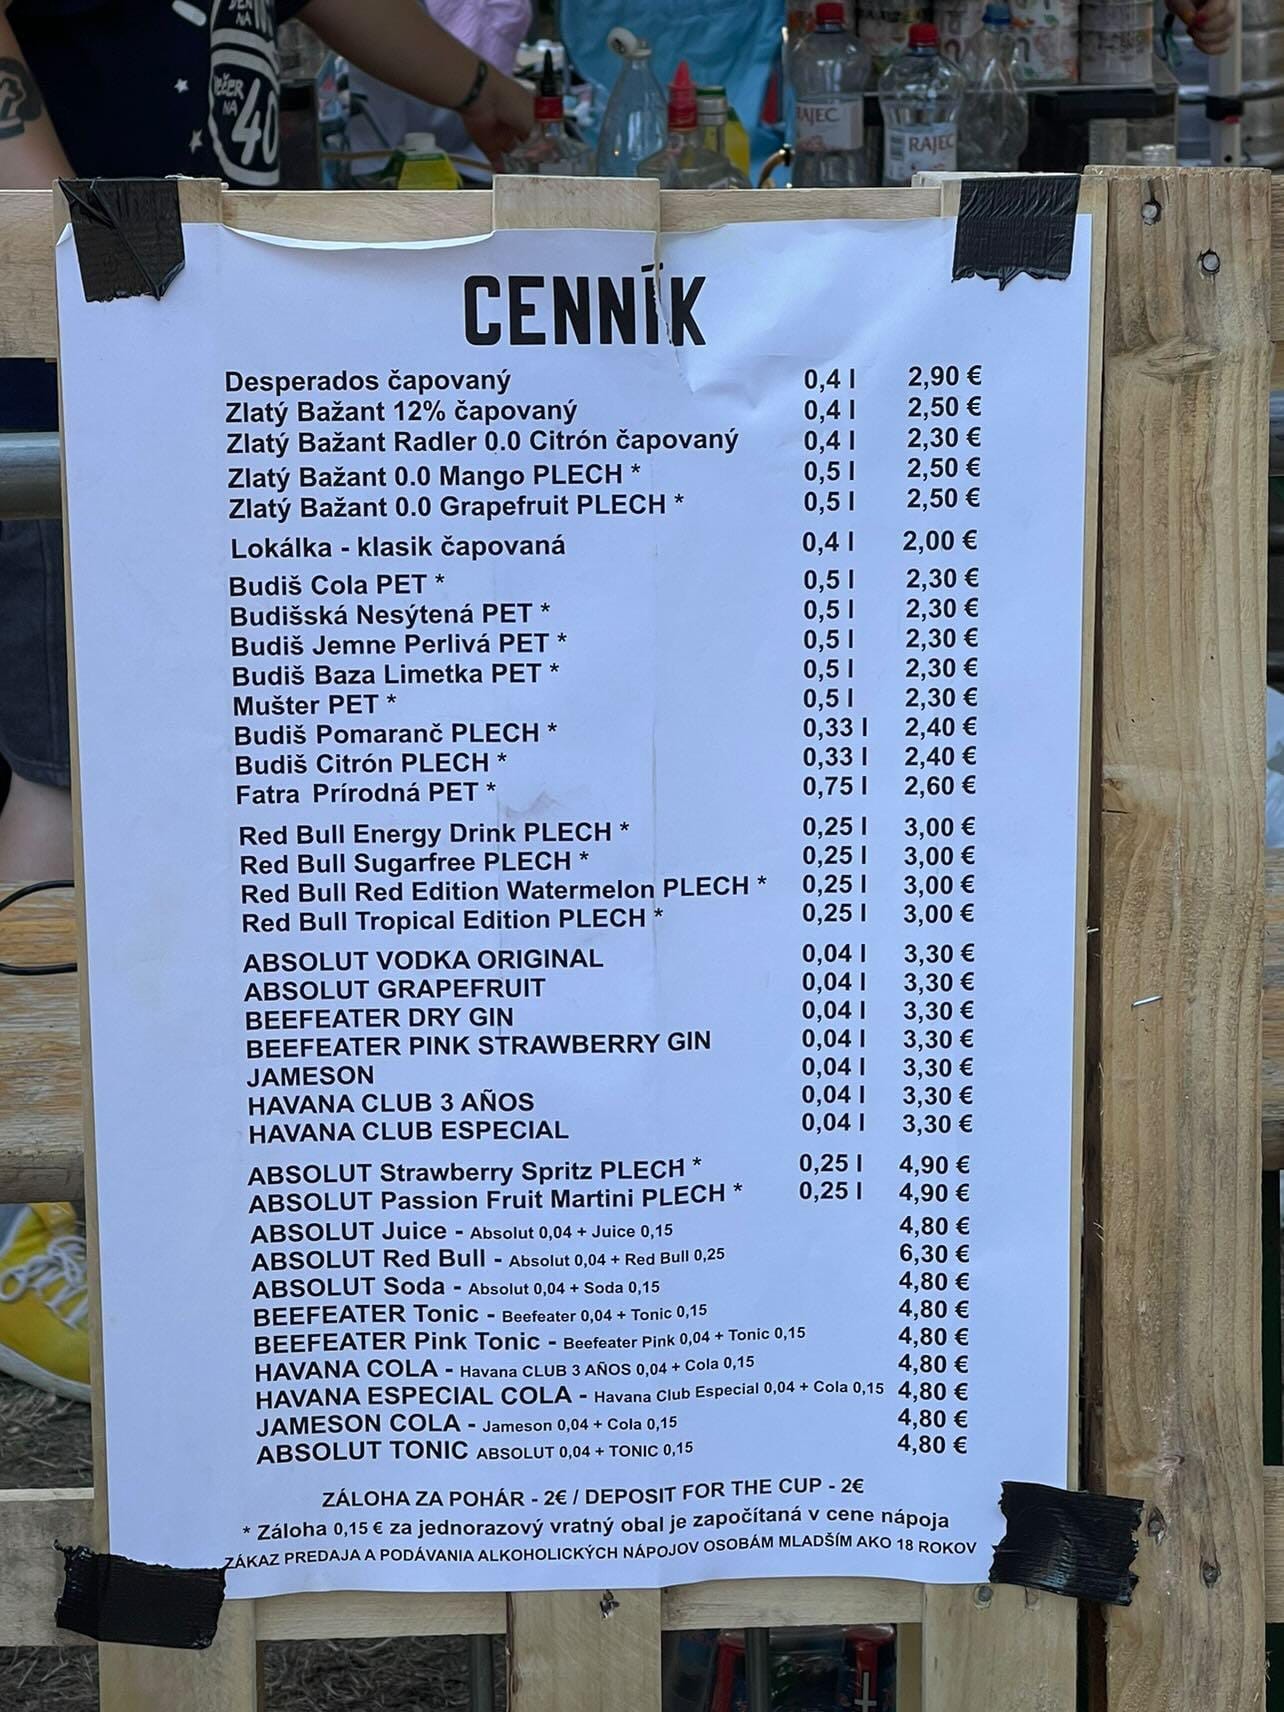 DEŇ
NA
VEČER
NA
40
RAJEC
RAJEC
CENNÍK
Desperados čapovaný 0,4 l 2,90 €
Zlatý Bažant 12% čapovaný 0,4 l 2,50 €
Zlatý Bažant Radler 0.0 Citrón čapovaný 0,4 l 2,30 €
Zlatý Bažant 0.0 Mango PLECH * 0,5 l 2,50 €
Zlatý Bažant 0.0 Grapefruit PLECH * 0,5 l 2,50 €
Lokálka - klasik čapovaná 0,4 l 2,00 €
Budiš Cola PET * 0,5 l 2,30 €
Budišská Nesýtená PET * 0,5 l 2,30 €
Budiš Jemne Perlivá PET * 0,5 l 2,30 €
Budiš Baza Limetka PET * 0,5 l 2,30 €
Mušter PET * 0,5 l 2,30 €
Budiš Pomaranč PLECH * 0,33 l 2,40 €
Budiš Citrón PLECH * 0,33 l 2,40 €
Fatra Prírodná PET * 0,75 l 2,60 €
Red Bull Energy Drink PLECH * 0,25 l 3,00 €
Red Bull Sugarfree PLECH * 0,25 l 3,00 €
Red Bull Red Edition Watermelon PLECH * 0,25 l 3,00 €
Red Bull Tropical Edition PLECH * 0,25 l 3,00 €
ABSOLUT VODKA ORIGINAL 0,04 l 3,30 €
ABSOLUT GRAPEFRUIT 0,04 l 3,30 €
BEEFEATER DRY GIN 0,04 l 3,30 €
BEEFEATER PINK STRAWBERRY GIN 0,04 l 3,30 €
JAMESON 0,04 l 3,30 €
HAVANA CLUB 3 AÑOS 0,04 l 3,30 €
HAVANA CLUB ESPECIAL 0,04 l 3,30 €
ABSOLUT Strawberry Spritz PLECH * 0,25 l 4,90 €
ABSOLUT Passion Fruit Martini PLECH * 0,25 l 4,90 €
ABSOLUT Juice - Absolut 0,04 + Juice 0,15 4,80 €
ABSOLUT Red Bull - Absolut 0,04 + Red Bull 0,25 6,30 €
ABSOLUT Soda - Absolut 0,04 + Soda 0,15 4,80 €
BEEFEATER Tonic - Beefeater 0,04 + Tonic 0,15 4,80 €
BEEFEATER Pink Tonic - Beefeater Pink 0,04 + Tonic 0,15 4,80 €
HAVANA COLA - Havana CLUB 3 AÑOS 0,04 + Cola 0,15 4,80 €
HAVANA ESPECIAL COLA - Havana Club Especial 0,04 + Cola 0,15 4,80 €
JAMESON COLA - Jameson 0,04 + Cola 0,15 4,80 €
ABSOLUT TONIC ABSOLUT 0,04 + TONIC 0,15 4,80 €
ZÁLOHA ZA POHÁR - 2€ / DEPOSIT FOR THE CUP - 2€
* Záloha 0,15 € za jednorazový vratný obal je započítaná v cene nápoja
ZÁKAZ PREDAJA A PODÁVANIA ALKOHOLICKÝCH NÁPOJOV OSOBÁM MLADŠÍM AKO 18 ROKOV